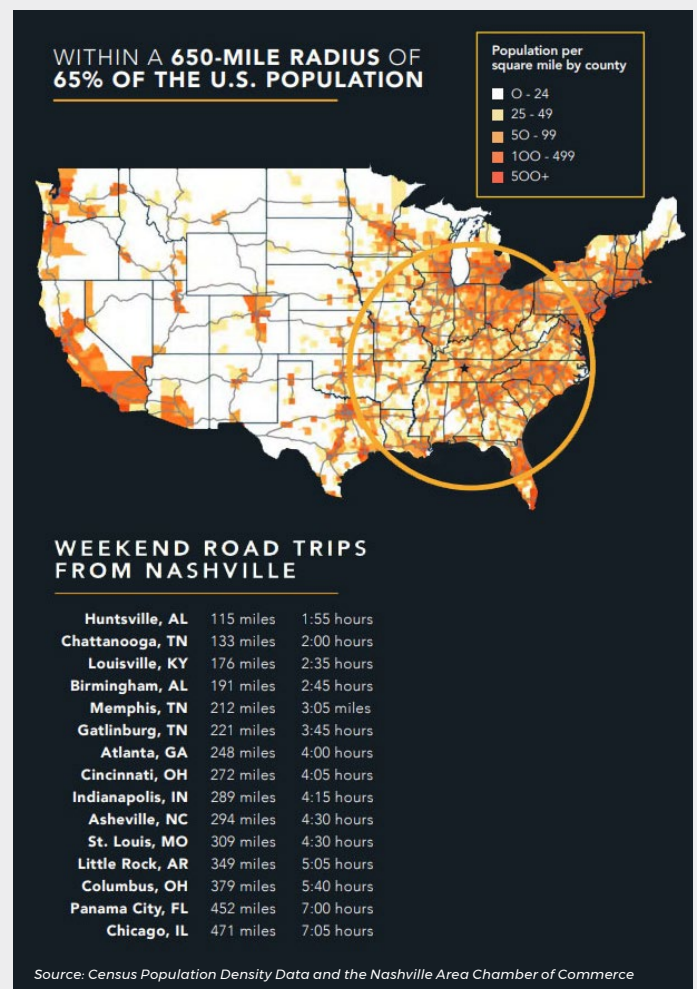 WITHIN A 650-MILE RADIUS OF
65% OF THE U.S. POPULATION
Population per
square mile by county
0 - 24
25 - 49
50 - 99
100 - 499
500+
WEEKEND ROAD TRIPS
FROM NASHVILLE
Huntsville, AL 115 miles 1:55 hours
Chattanooga, TN 133 miles 2:00 hours
Louisville, KY 176 miles 2:35 hours
Birmingham, AL 191 miles 2:45 hours
Memphis, TN 212 miles 3:05 miles
Gatlinburg, TN 221 miles 3:45 hours
Atlanta, GA 248 miles 4:00 hours
Cincinnati, OH 272 miles 4:05 hours
Indianapolis, IN 289 miles 4:15 hours
Asheville, NC 294 miles 4:30 hours
St. Louis, MO 309 miles 4:30 hours
Little Rock, AR 349 miles 5:05 hours
Columbus, OH 379 miles 5:40 hours
Panama City, FL 452 miles 7:00 hours
Chicago, IL 471 miles 7:05 hours
Source: Census Population Density Data and the Nashville Area Chamber of Commerce